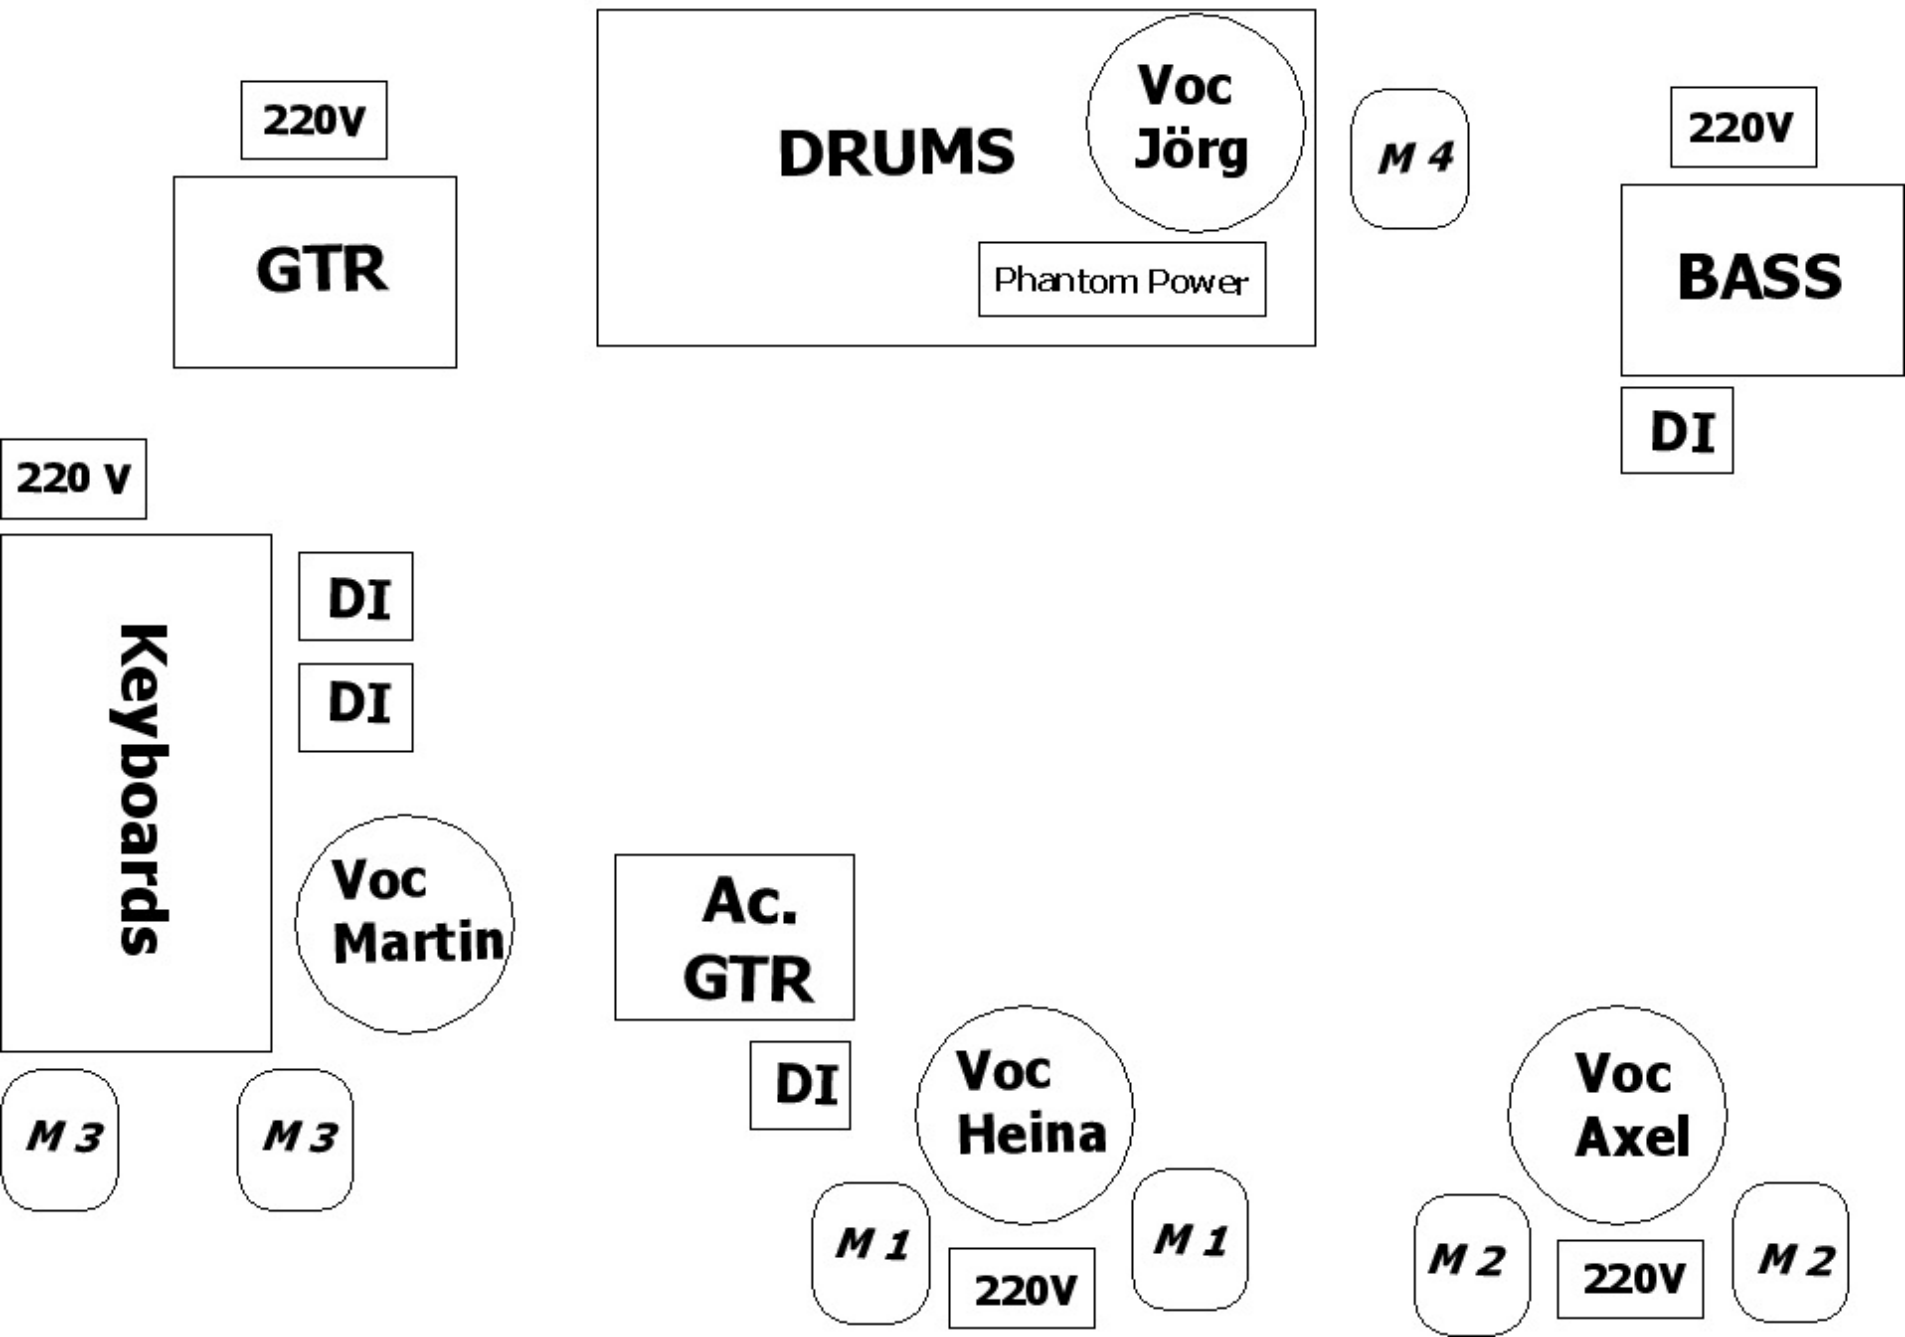 220V
GTR
DRUMS
Voc
Jörg
Phantom Power
M 4
220V
BASS
DI
220 V
Keyboards
DI
DI
Voc
Martin
M 3
M 3
Ac.
GTR
DI
Voc
Heina
M 1
220V
M 1
Voc
Axel
M 2
220V
M 2